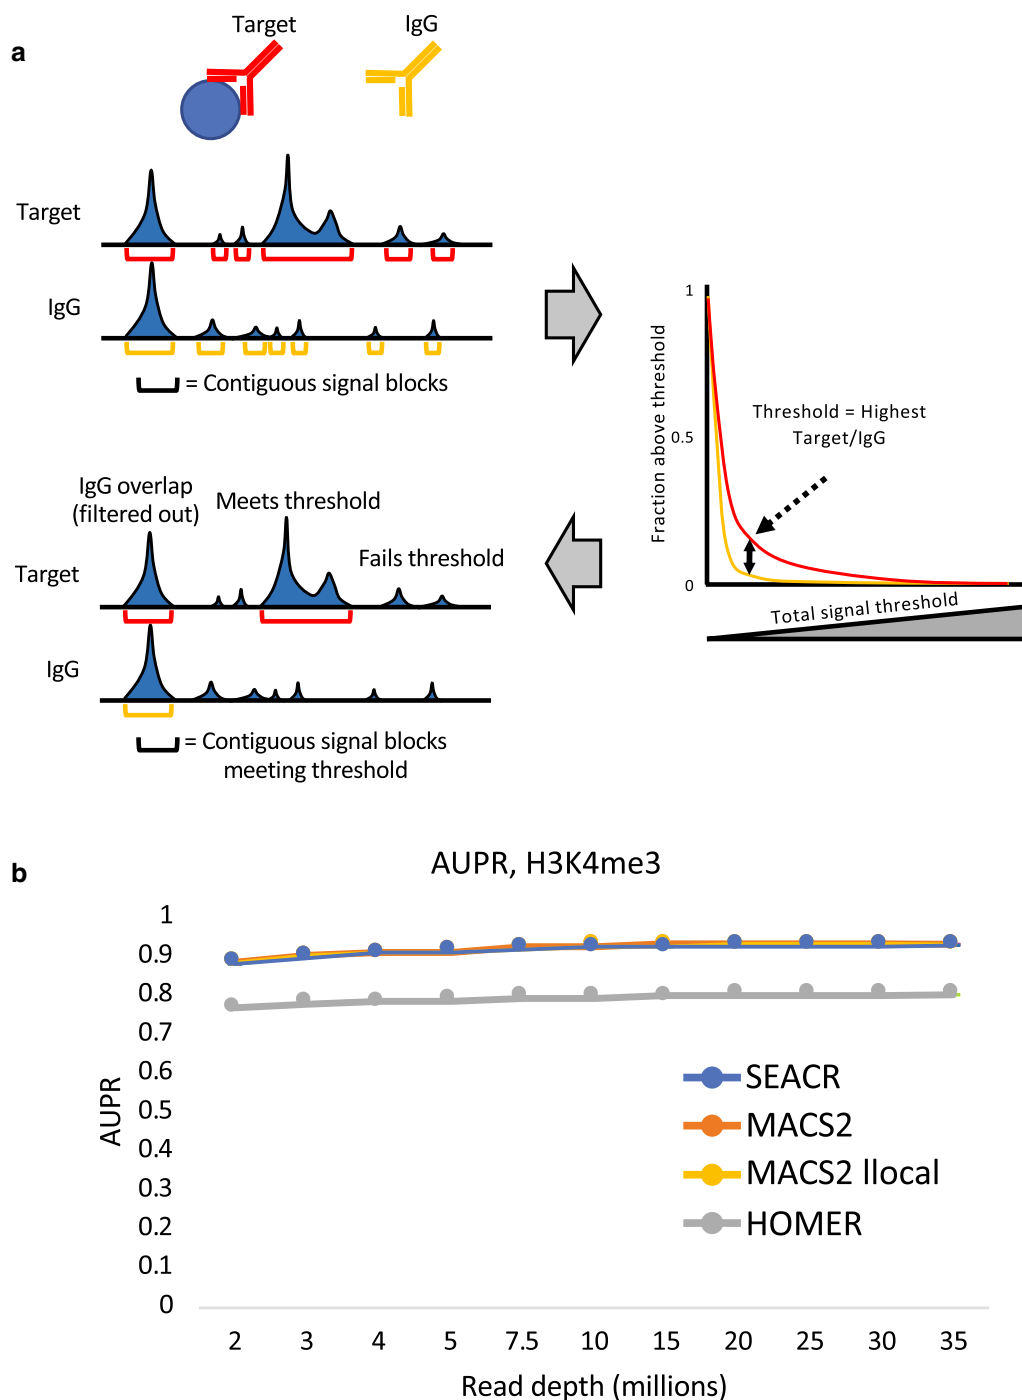 a
Target
IgG
Target
IgG
= Contiguous signal blocks
1
0.5
0
Fraction above threshold
Threshold = Highest
Target/IgG
Total signal threshold
IgG overlap
(filtered out)
Meets threshold
Fails threshold
Target
IgG
= Contiguous signal blocks
meeting threshold
b
AUPR, H3K4me3
1
0.9
0.8
0.7
0.6
0.5
0.4
0.3
0.2
0.1
0
AUPR
SEACR
MACS2
MACS2 llocal
HOMER
2 3 4 5 7.5 10 15 20 25 30 35
Read depth (millions)